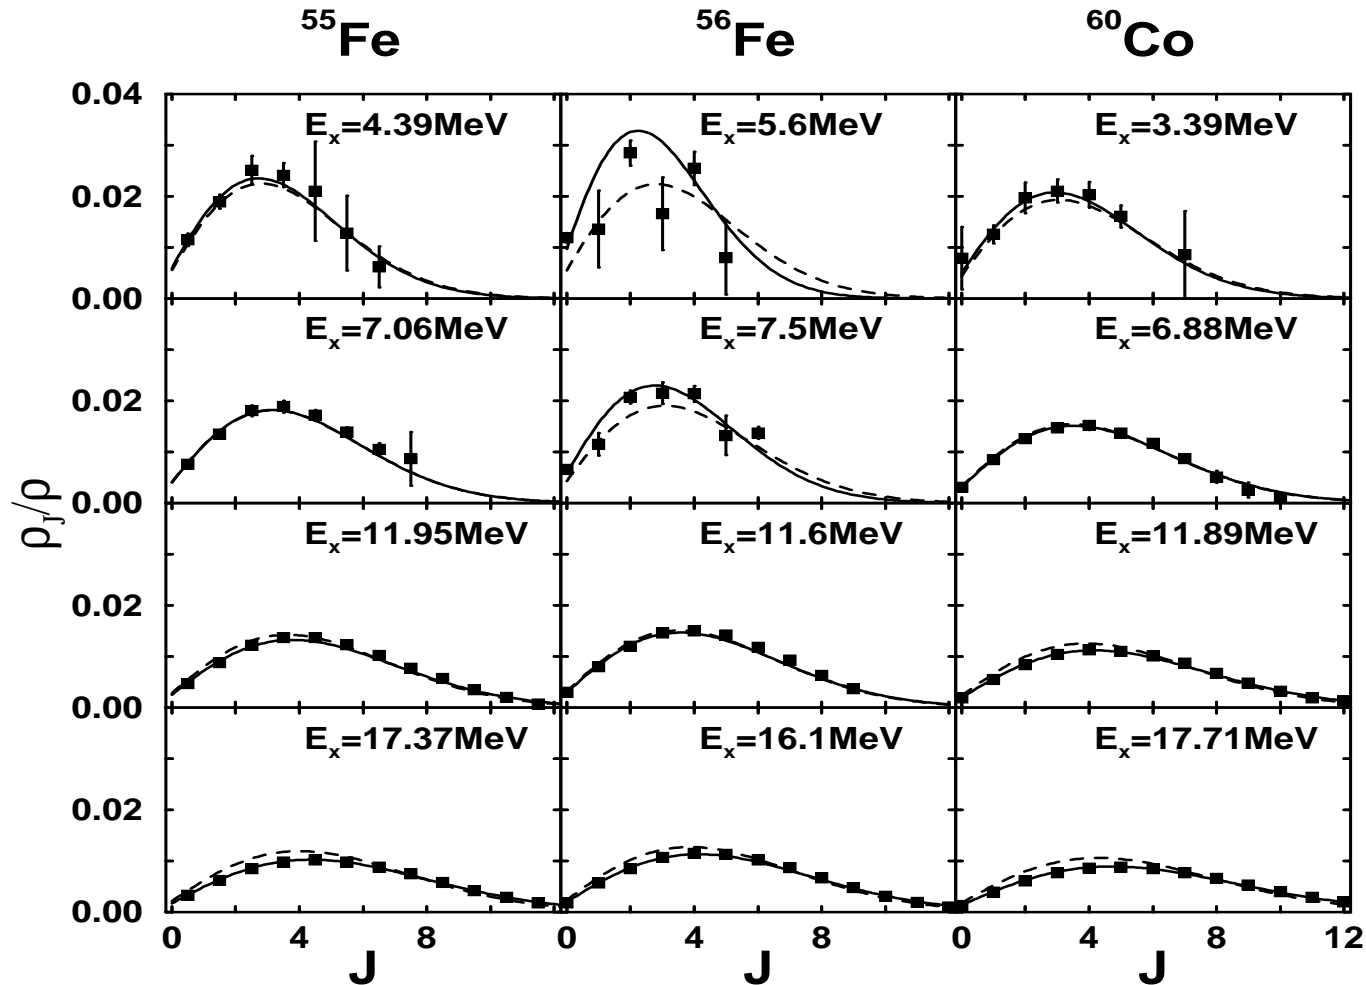 ⁵⁵Fe ⁵⁶Fe ⁶⁰Co
0.04
Eₓ=4.39MeV Eₓ=5.6MeV Eₓ=3.39MeV
0.02
0.00
Eₓ=7.06MeV Eₓ=7.5MeV Eₓ=6.88MeV
0.02
0.00
ρ_J/ρ
Eₓ=11.95MeV Eₓ=11.6MeV Eₓ=11.89MeV
0.02
0.00
Eₓ=17.37MeV Eₓ=16.1MeV Eₓ=17.71MeV
0.02
0.00
0 4 8 0 4 8 0 4 8 12
J J J